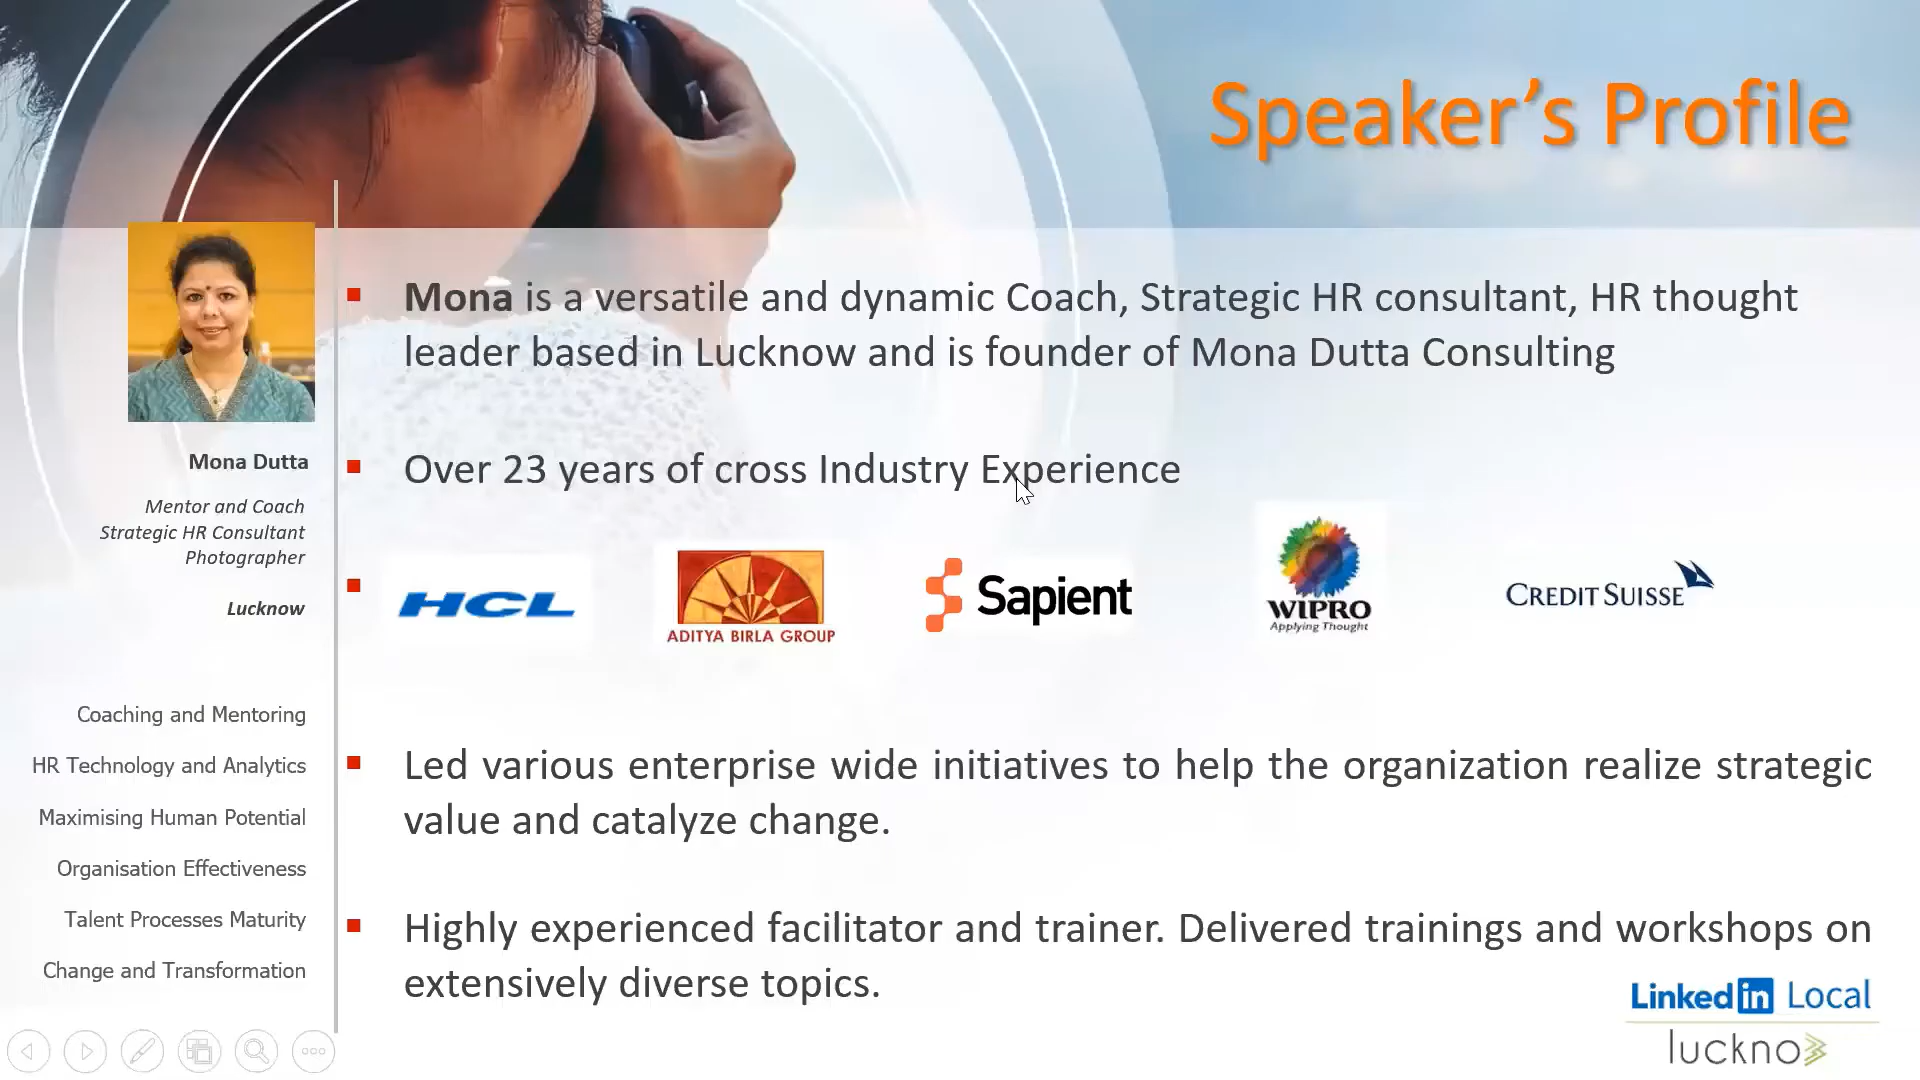 Speaker's Profile
Mona Dutta
Mentor and Coach
Strategic HR Consultant
Photographer
Lucknow
Coaching and Mentoring
HR Technology and Analytics
Maximising Human Potential
Organisation Effectiveness
Talent Processes Maturity
Change and Transformation
Mona is a versatile and dynamic Coach, Strategic HR consultant, HR thought
leader based in Lucknow and is founder of Mona Dutta Consulting
Over 23 years of cross Industry Experience
HCL
ADITYA BIRLA GROUP
Sapient
WIPRO
Applying Thought
CREDIT SUISSE
Led various enterprise wide initiatives to help the organization realize strategic
value and catalyze change.
Highly experienced facilitator and trainer. Delivered trainings and workshops on
extensively diverse topics.
Linked in Local
luckno